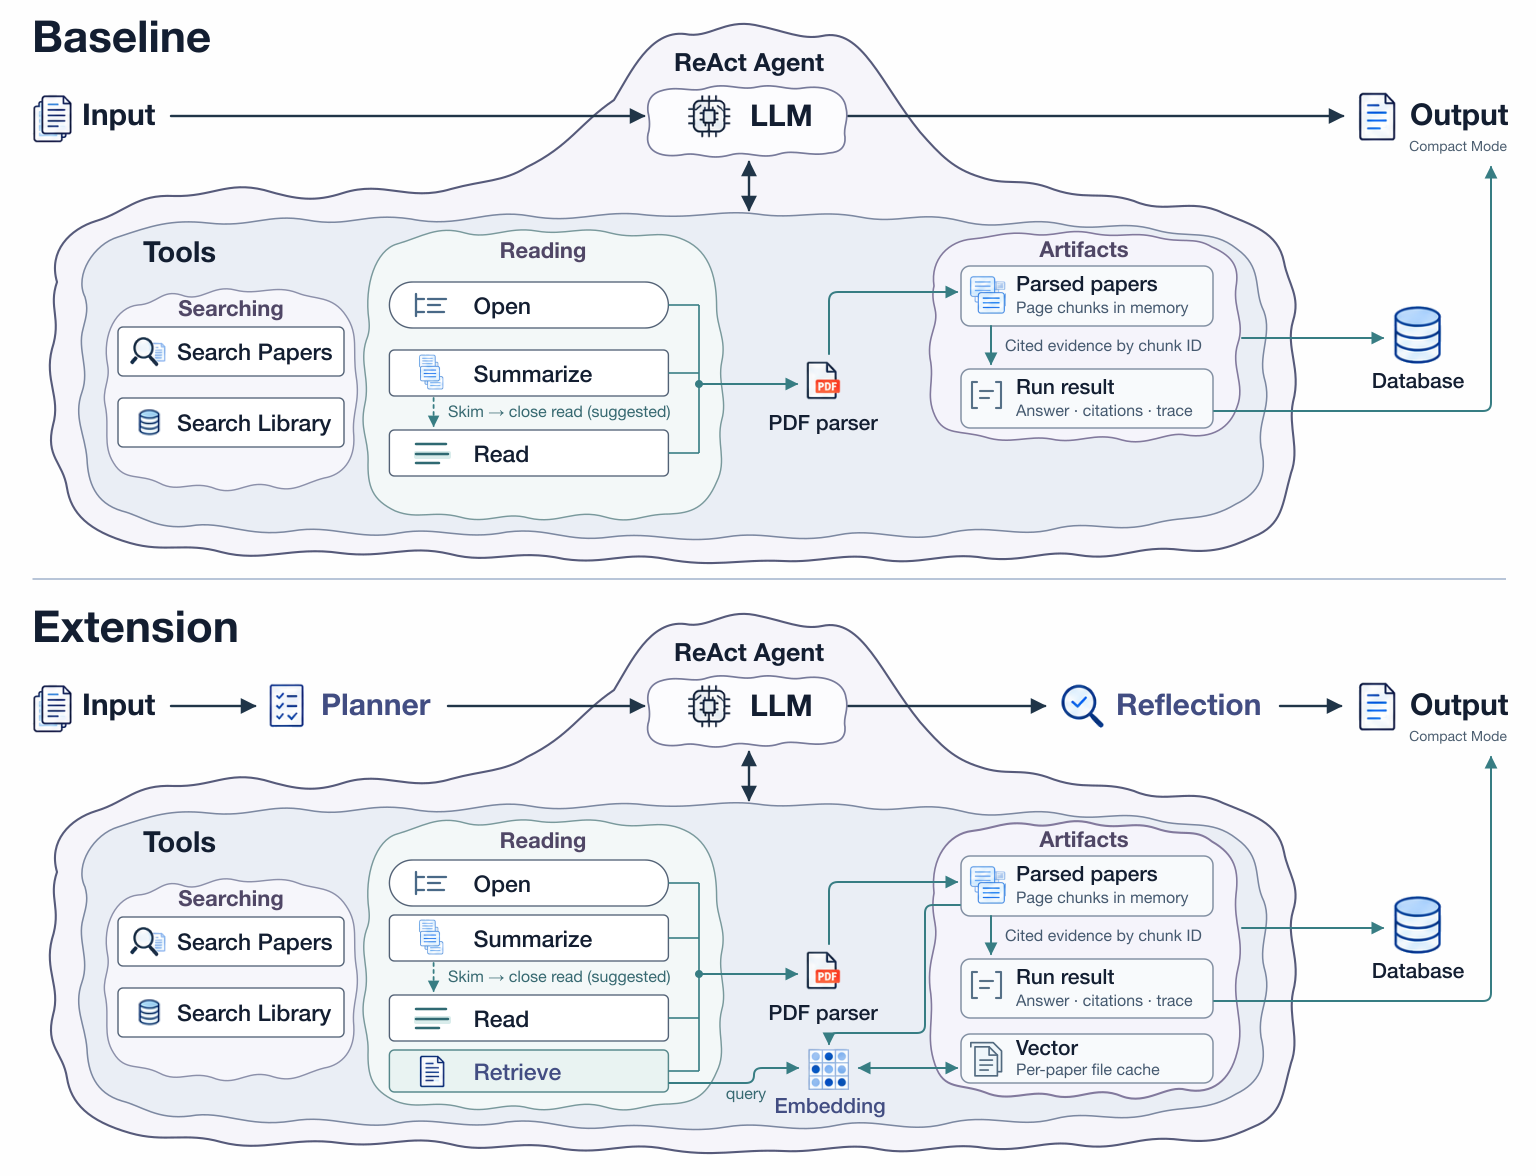 Baseline
ReAct Agent
Input
LLM
Output
Compact Mode
Tools
Searching
Search Papers
Search Library
Reading
Open
Summarize
Skim → close read (suggested)
Read
PDF
PDF parser
Artifacts
Parsed papers
Page chunks in memory
Cited evidence by chunk ID
Run result
Answer · citations · trace
Database
Extension
ReAct Agent
Input
Planner
LLM
Reflection
Output
Compact Mode
Tools
Searching
Search Papers
Search Library
Reading
Open
Summarize
Skim → close read (suggested)
Read
Retrieve
query
PDF
PDF parser
Embedding
Artifacts
Parsed papers
Page chunks in memory
Cited evidence by chunk ID
Run result
Answer · citations · trace
Vector
Per-paper file cache
Database